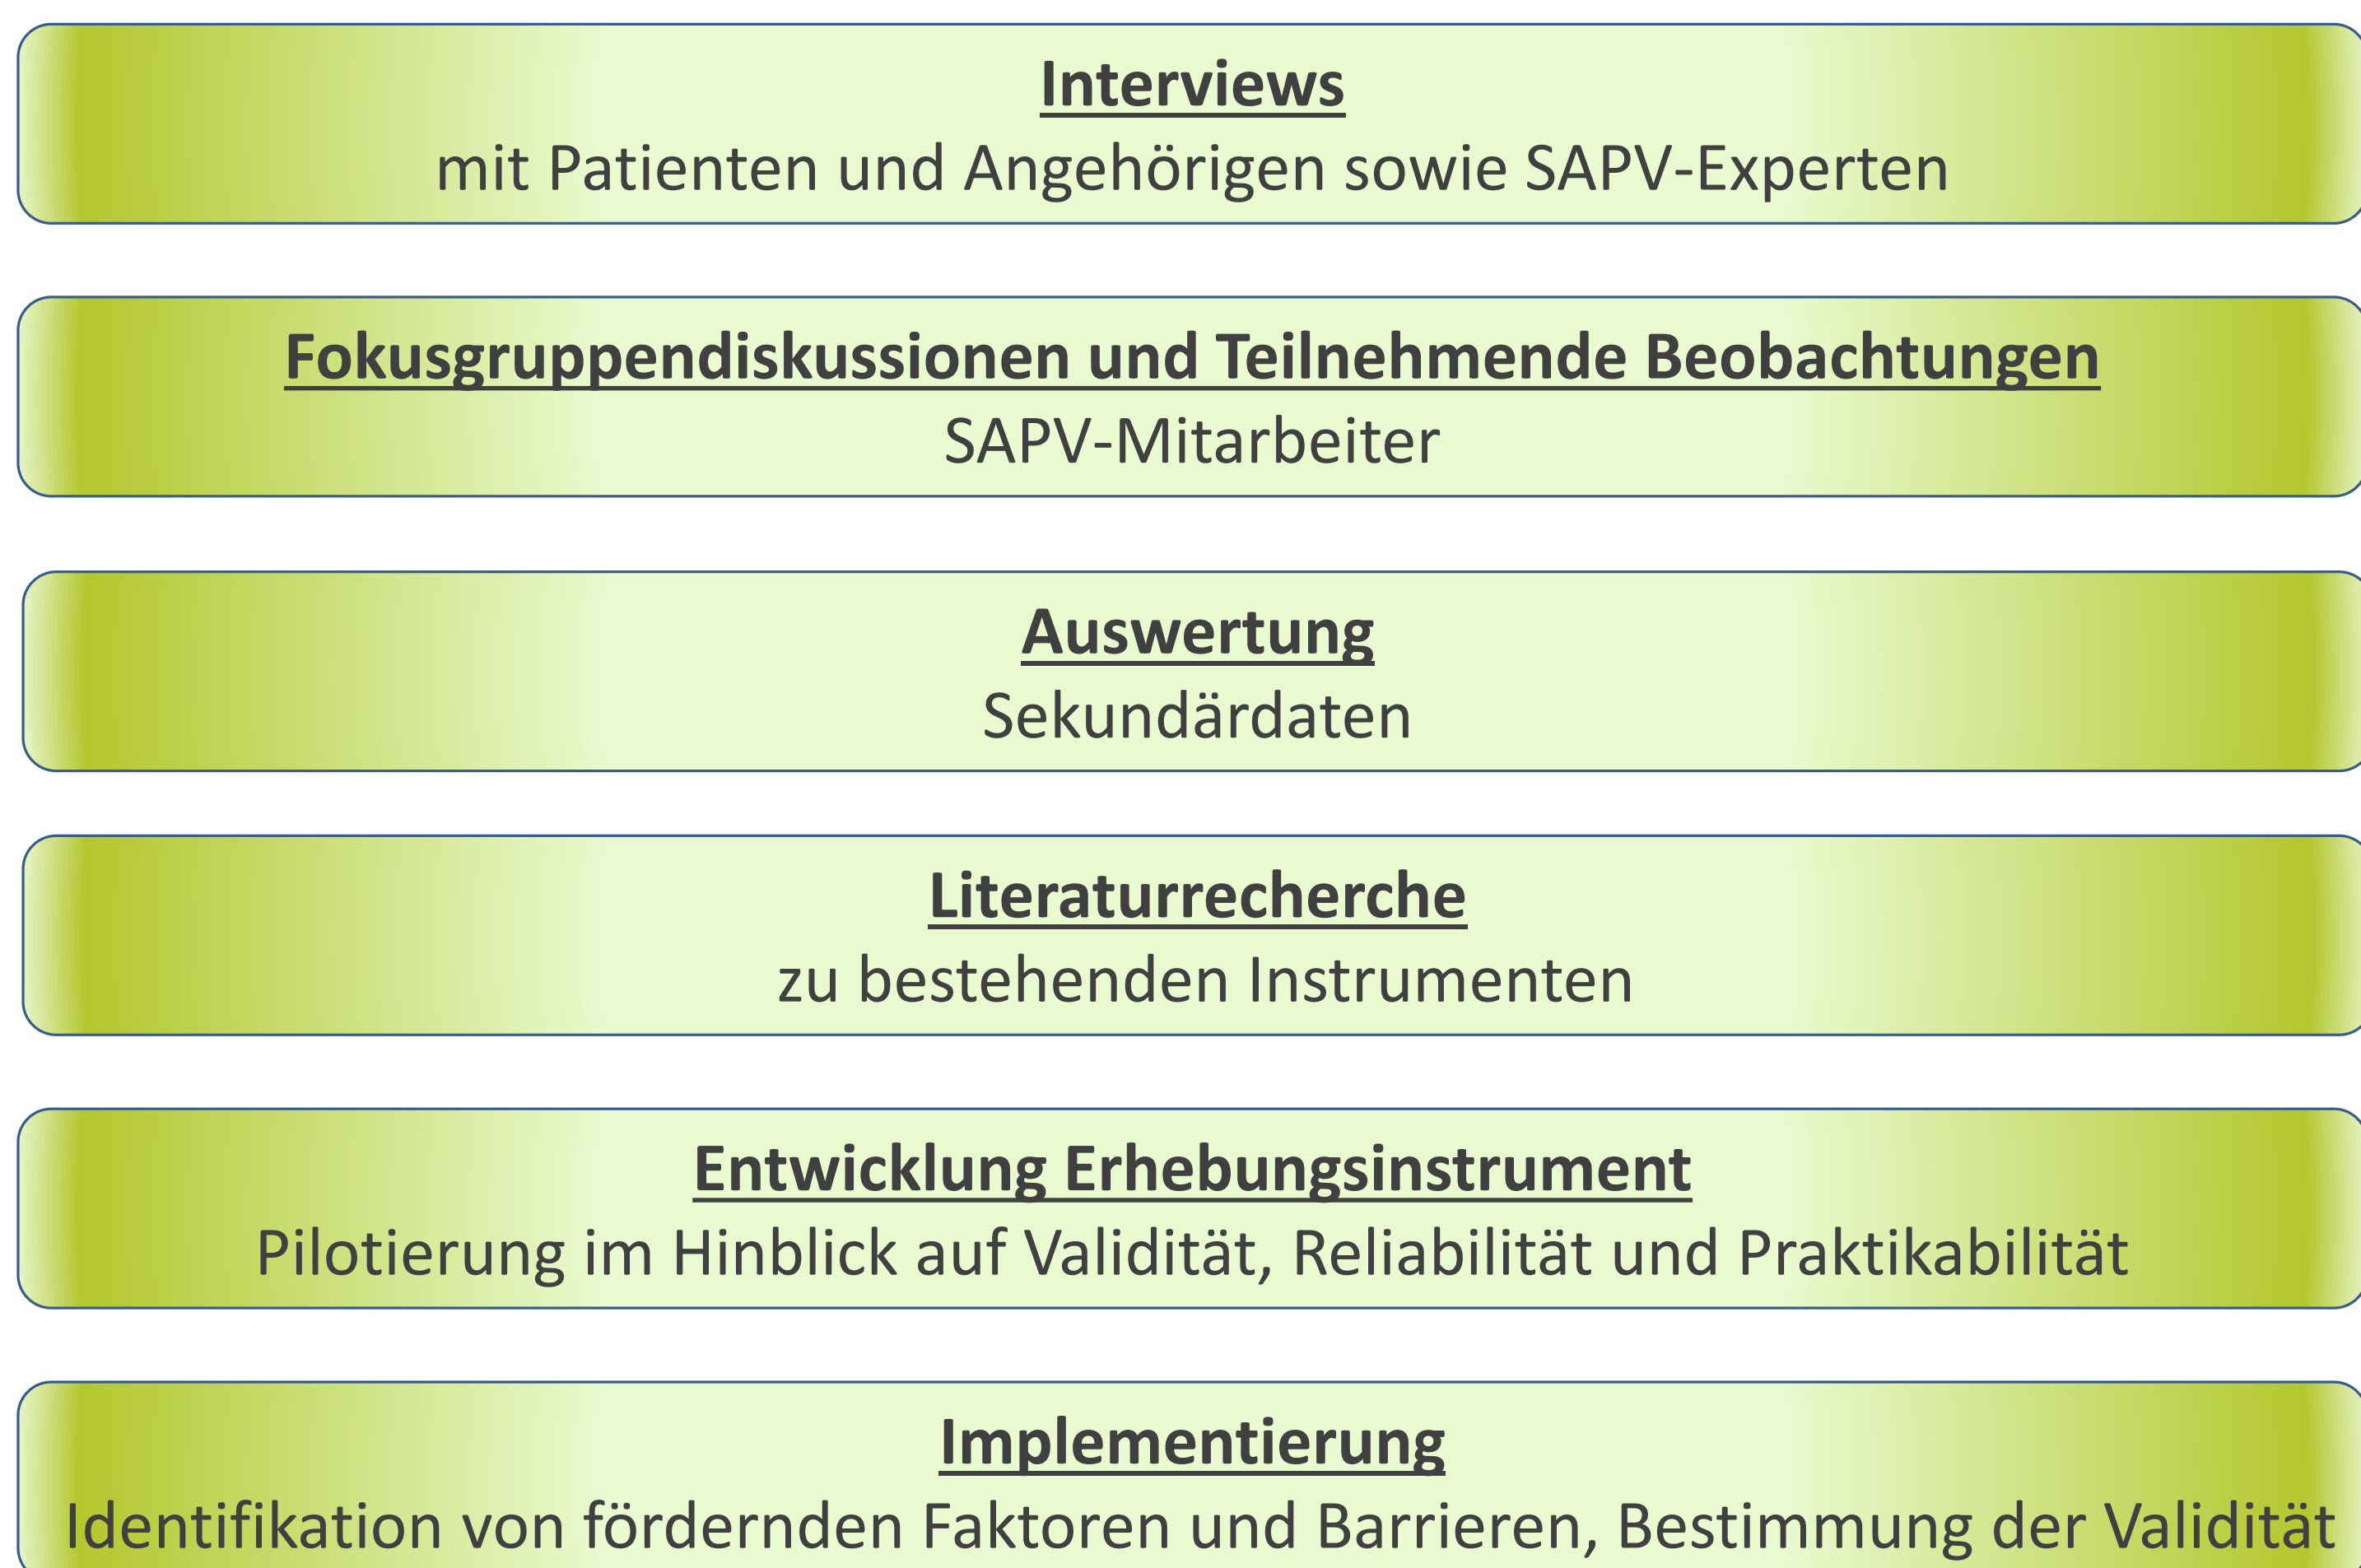 Interviews
mit Patienten und Angehörigen sowie SAPV-Experten
Fokusgruppendiskussionen und Teilnehmende Beobachtungen
SAPV-Mitarbeiter
Auswertung
Sekundärdaten
Literaturrecherche
zu bestehenden Instrumenten
Entwicklung Erhebungsinstrument
Pilotierung im Hinblick auf Validität, Reliabilität und Praktikabilität
Implementierung
Identifikation von fördernden Faktoren und Barrieren, Bestimmung der Validität